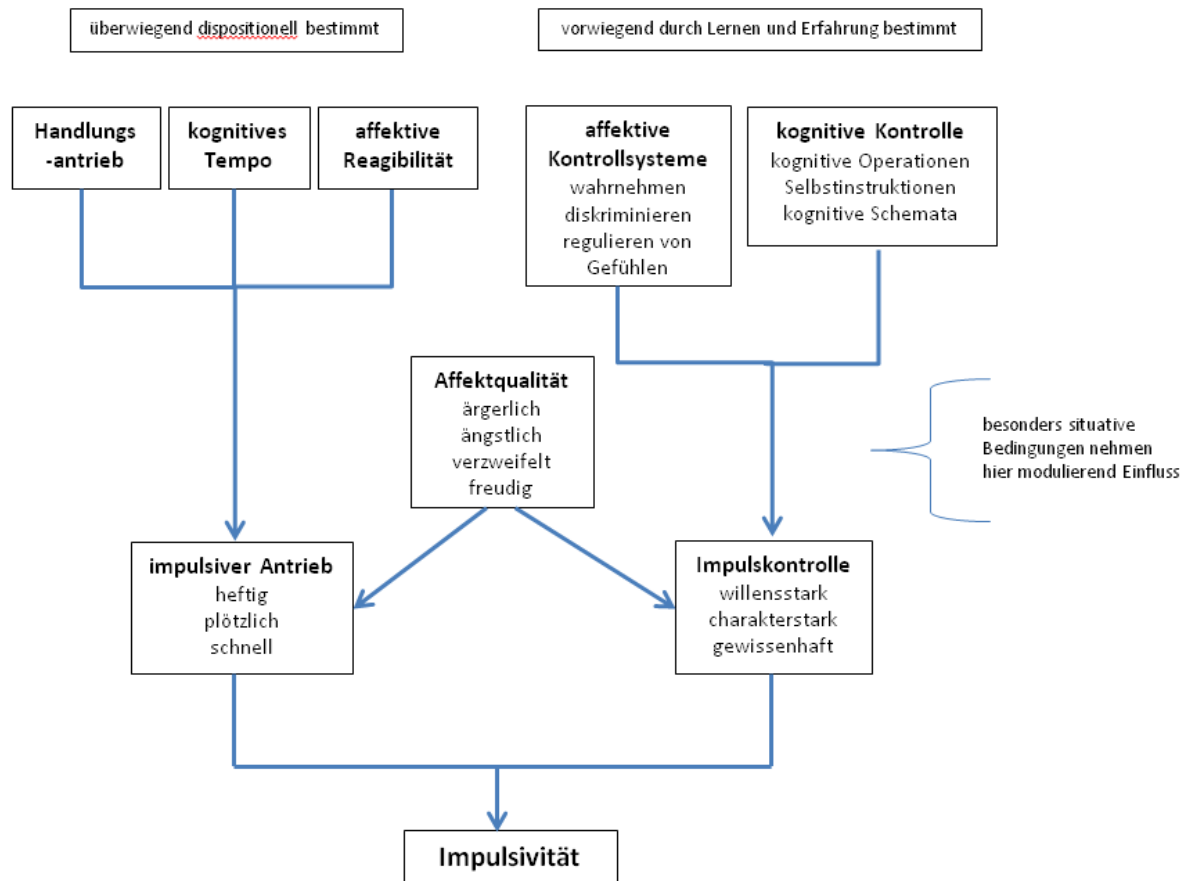 überwiegend dispositionell bestimmt
vorwiegend durch Lernen und Erfahrung bestimmt
Handlungs
-antrieb
kognitives
Tempo
affektive
Reagibilität
affektive
Kontrollsysteme
wahrnehmen
diskriminieren
regulieren von
Gefühlen
kognitive Kontrolle
kognitive Operationen
Selbstinstruktionen
kognitive Schemata
Affektqualität
ärgerlich
ängstlich
verzweifelt
freudig
besonders situative
Bedingungen nehmen
hier modulierend Einfluss
impulsiver Antrieb
heftig
plötzlich
schnell
Impulskontrolle
willensstark
charakterstark
gewissenhaft
Impulsivität